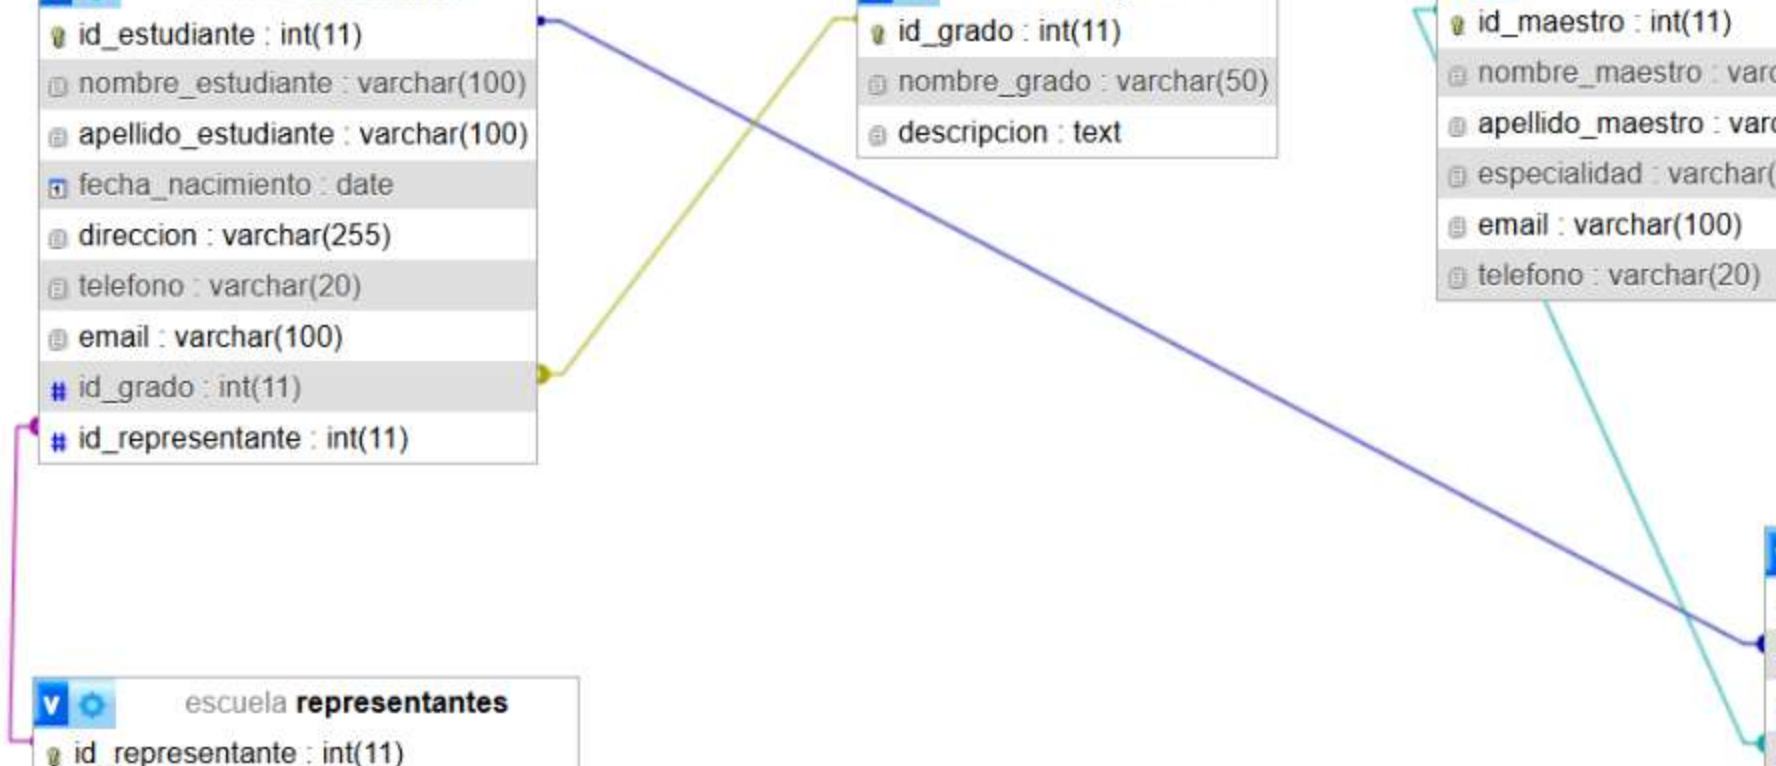 id_estudiante : int(11)
nombre_estudiante : varchar(100)
apellido_estudiante : varchar(100)
fecha_nacimiento : date
direccion : varchar(255)
telefono : varchar(20)
email : varchar(100)
# id_grado : int(11)
# id_representante : int(11)
id_grado : int(11)
nombre_grado : varchar(50)
descripcion : text
id_maestro : int(11)
nombre_maestro :
apellido_maestro :
especialidad : varchar(
email : varchar(100)
telefono : varchar(20)
v escuela representantes
id_representante : int(11)